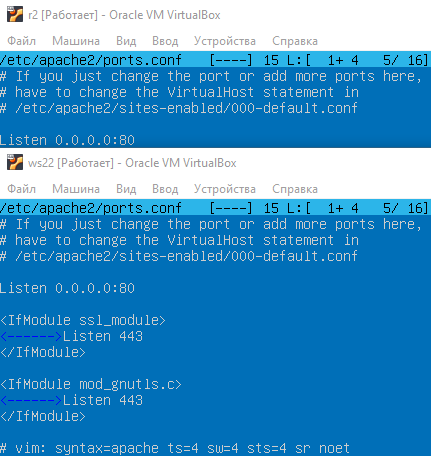 r2 [Работает] - Oracle VM VirtualBox
Файл Машина Вид Ввод Устройства Справка
/etc/apache2/ports.conf [----] 15 L:[ 1+ 4 5/ 16]
# If you just change the port or add more ports here,
# have to change the VirtualHost statement in
# /etc/apache2/sites-enabled/000-default.conf
Listen 0.0.0.0:80
ws22 [Работает] - Oracle VM VirtualBox
Файл Машина Вид Ввод Устройства Справка
/etc/apache2/ports.conf [----] 15 L:[ 1+ 4 5/ 16]
# If you just change the port or add more ports here,
# have to change the VirtualHost statement in
# /etc/apache2/sites-enabled/000-default.conf
Listen 0.0.0.0:80
<IfModule ssl_module>
<------>Listen 443
</IfModule>
<IfModule mod_gnutls.c>
<------>Listen 443
</IfModule>
# vim: syntax=apache ts=4 sw=4 sts=4 sr noet